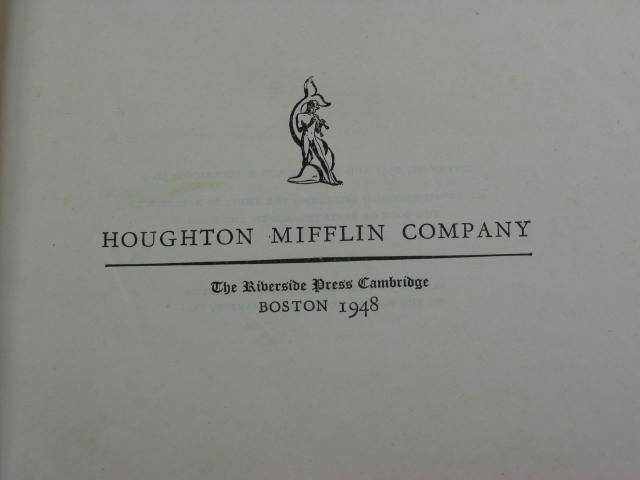 HOUGHTON MIFFLIN COMPANY
The Riverside Press Cambridge
BOSTON 1948